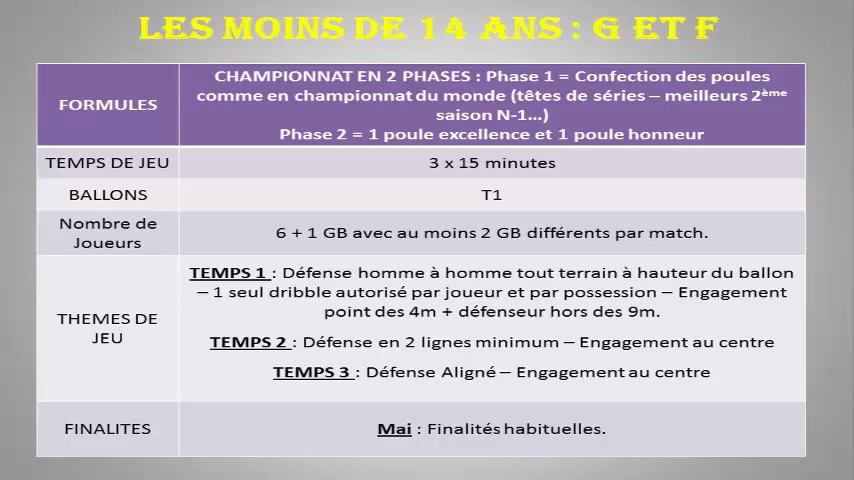 LES MOINS DE 14 ANS : G ET F
FORMULES
CHAMPIONNAT EN 2 PHASES : Phase 1 = Confection des poules
comme en championnat du monde (têtes de séries – meilleurs 2ème
saison N-1...)
Phase 2 = 1 poule excellence et 1 poule honneur
TEMPS DE JEU
3 x 15 minutes
BALLONS
T1
Nombre de
Joueurs
6 + 1 GB avec au moins 2 GB différents par match.
THEMES DE
JEU
TEMPS 1 : Défense homme à homme tout terrain à hauteur du ballon
– 1 seul dribble autorisé par joueur et par possession – Engagement
point des 4m + défenseur hors des 9m.
TEMPS 2 : Défense en 2 lignes minimum – Engagement au centre
TEMPS 3 : Défense Aligné – Engagement au centre
FINALITES
Mai : Finalités habituelles.